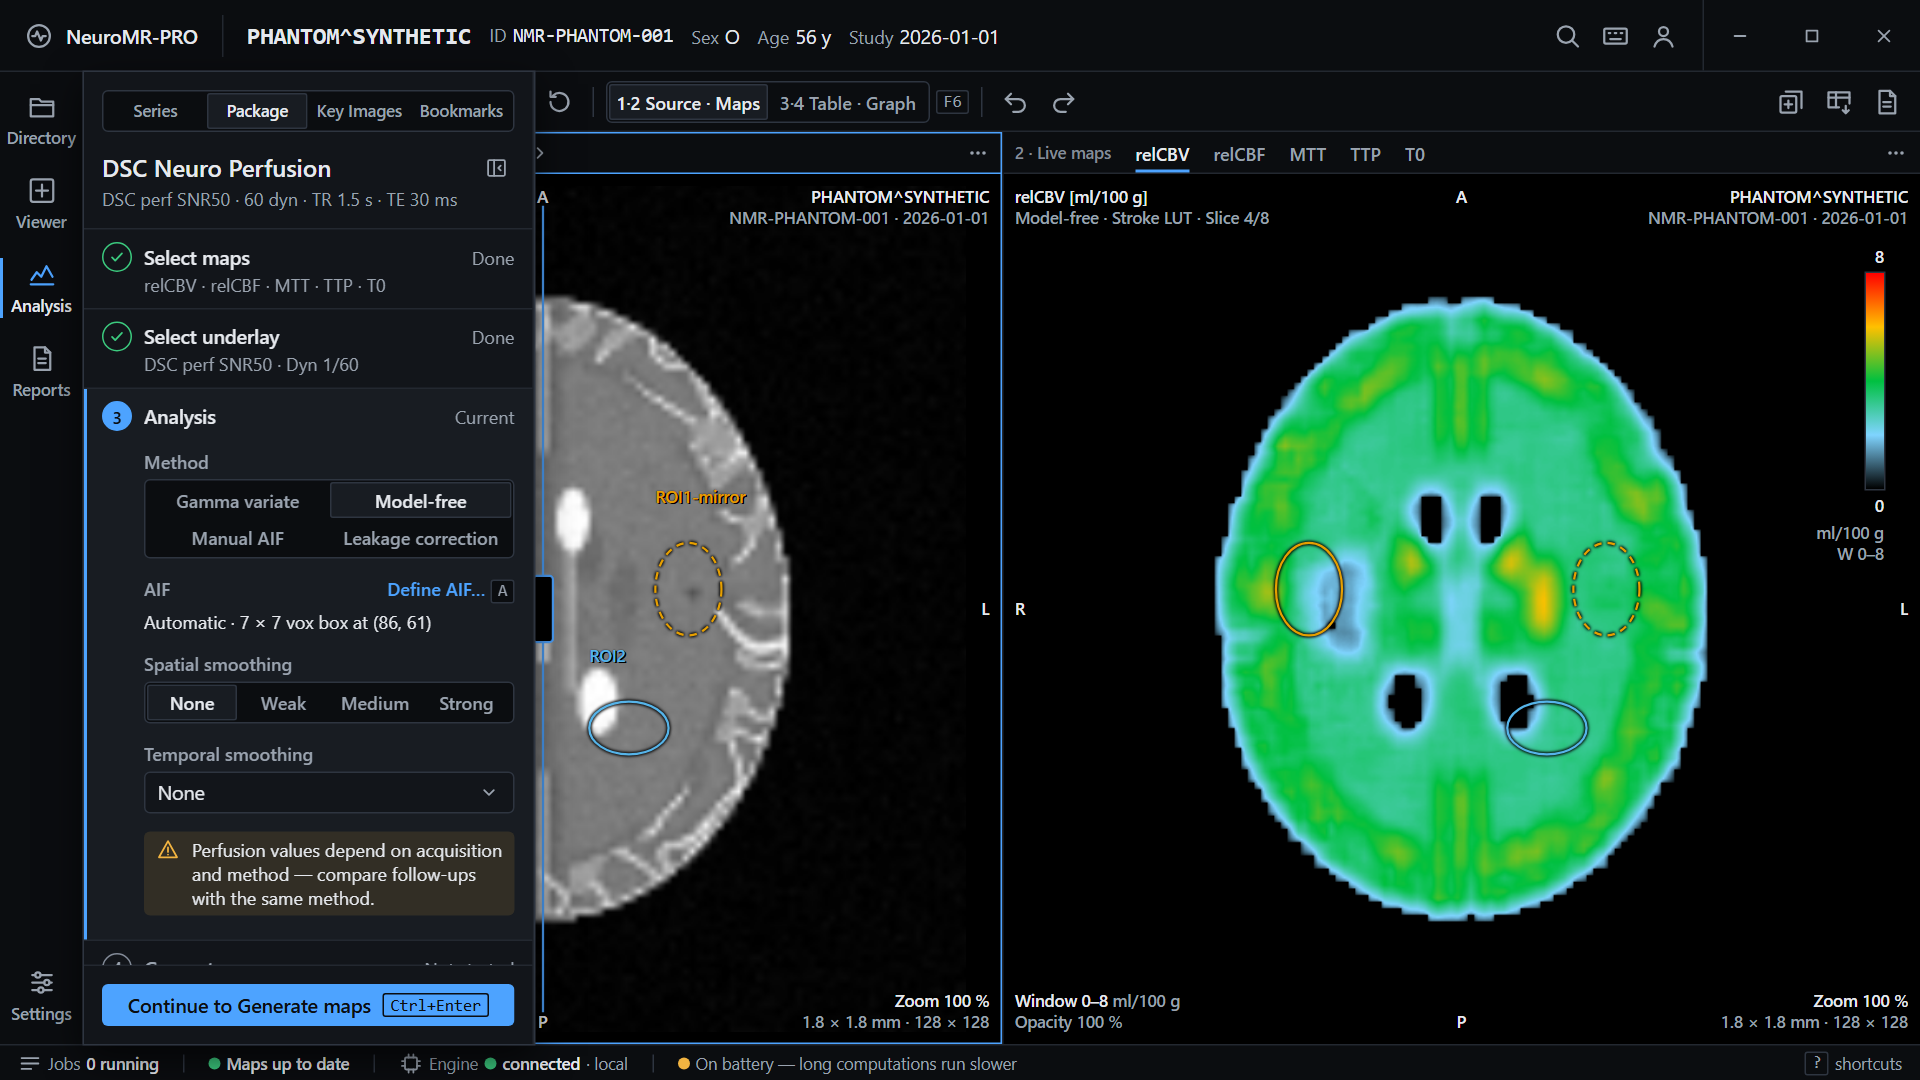 NeuroMR-PRO
PHANTOM^SYNTHETIC ID NMR-PHANTOM-001 Sex O Age 56 y Study 2026-01-01
Directory
Viewer
Analysis
Reports
Settings
Series Package Key Images Bookmarks
DSC Neuro Perfusion
DSC perf SNR50 · 60 dyn · TR 1.5 s · TE 30 ms
Select maps Done
relCBV · relCBF · MTT · TTP · T0
Select underlay Done
DSC perf SNR50 · Dyn 1/60
3 Analysis Current
Method
Gamma variate Model-free
Manual AIF Leakage correction
AIF Define AIF... A
Automatic · 7 × 7 vox box at (86, 61)
Spatial smoothing
None Weak Medium Strong
Temporal smoothing
None
Perfusion values depend on acquisition
and method — compare follow-ups
with the same method.
Continue to Generate maps Ctrl+Enter
1·2 Source · Maps 3·4 Table · Graph F6
A PHANTOM^SYNTHETIC
NMR-PHANTOM-001 · 2026-01-01
ROI1-mirror
L
ROI2
Zoom 100 %
P 1.8 × 1.8 mm · 128 × 128
2 · Live maps relCBV relCBF MTT TTP T0
relCBV [ml/100 g] A PHANTOM^SYNTHETIC
Model-free · Stroke LUT · Slice 4/8 NMR-PHANTOM-001 · 2026-01-01
8
0
ml/100 g
W 0–8
R L
Window 0–8 ml/100 g Zoom 100 %
Opacity 100 % P 1.8 × 1.8 mm · 128 × 128
Jobs 0 running Maps up to date Engine connected · local On battery — long computations run slower ? shortcuts